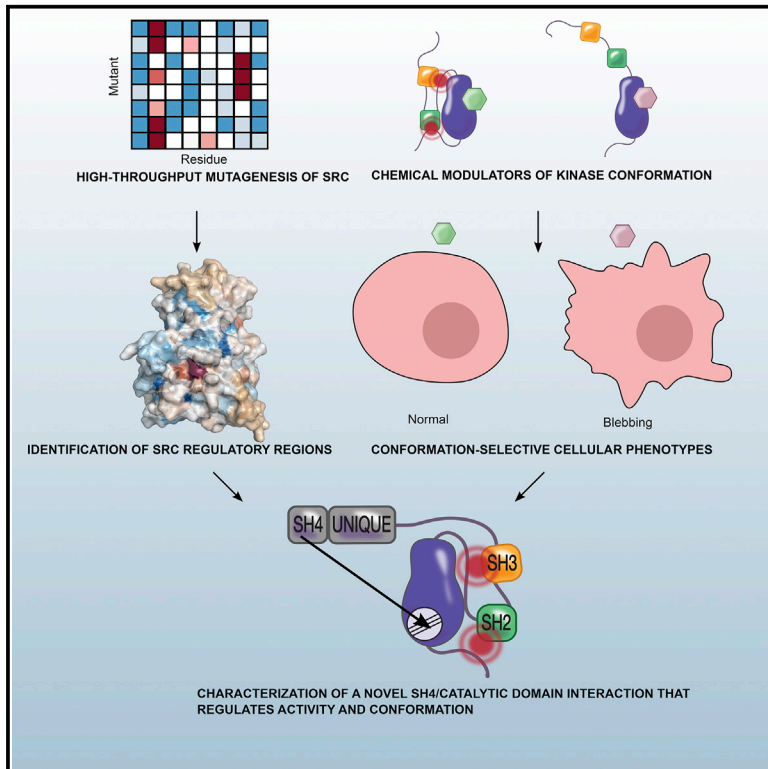 Mutant
Residue
HIGH-THROUGHPUT MUTAGENESIS OF SRC
CHEMICAL MODULATORS OF KINASE CONFORMATION
Normal
Blebbing
IDENTIFICATION OF SRC REGULATORY REGIONS
CONFORMATION-SELECTIVE CELLULAR PHENOTYPES
SH4
UNIQUE
SH3
SH2
CHARACTERIZATION OF A NOVEL SH4/CATALYTIC DOMAIN INTERACTION THAT
REGULATES ACTIVITY AND CONFORMATION